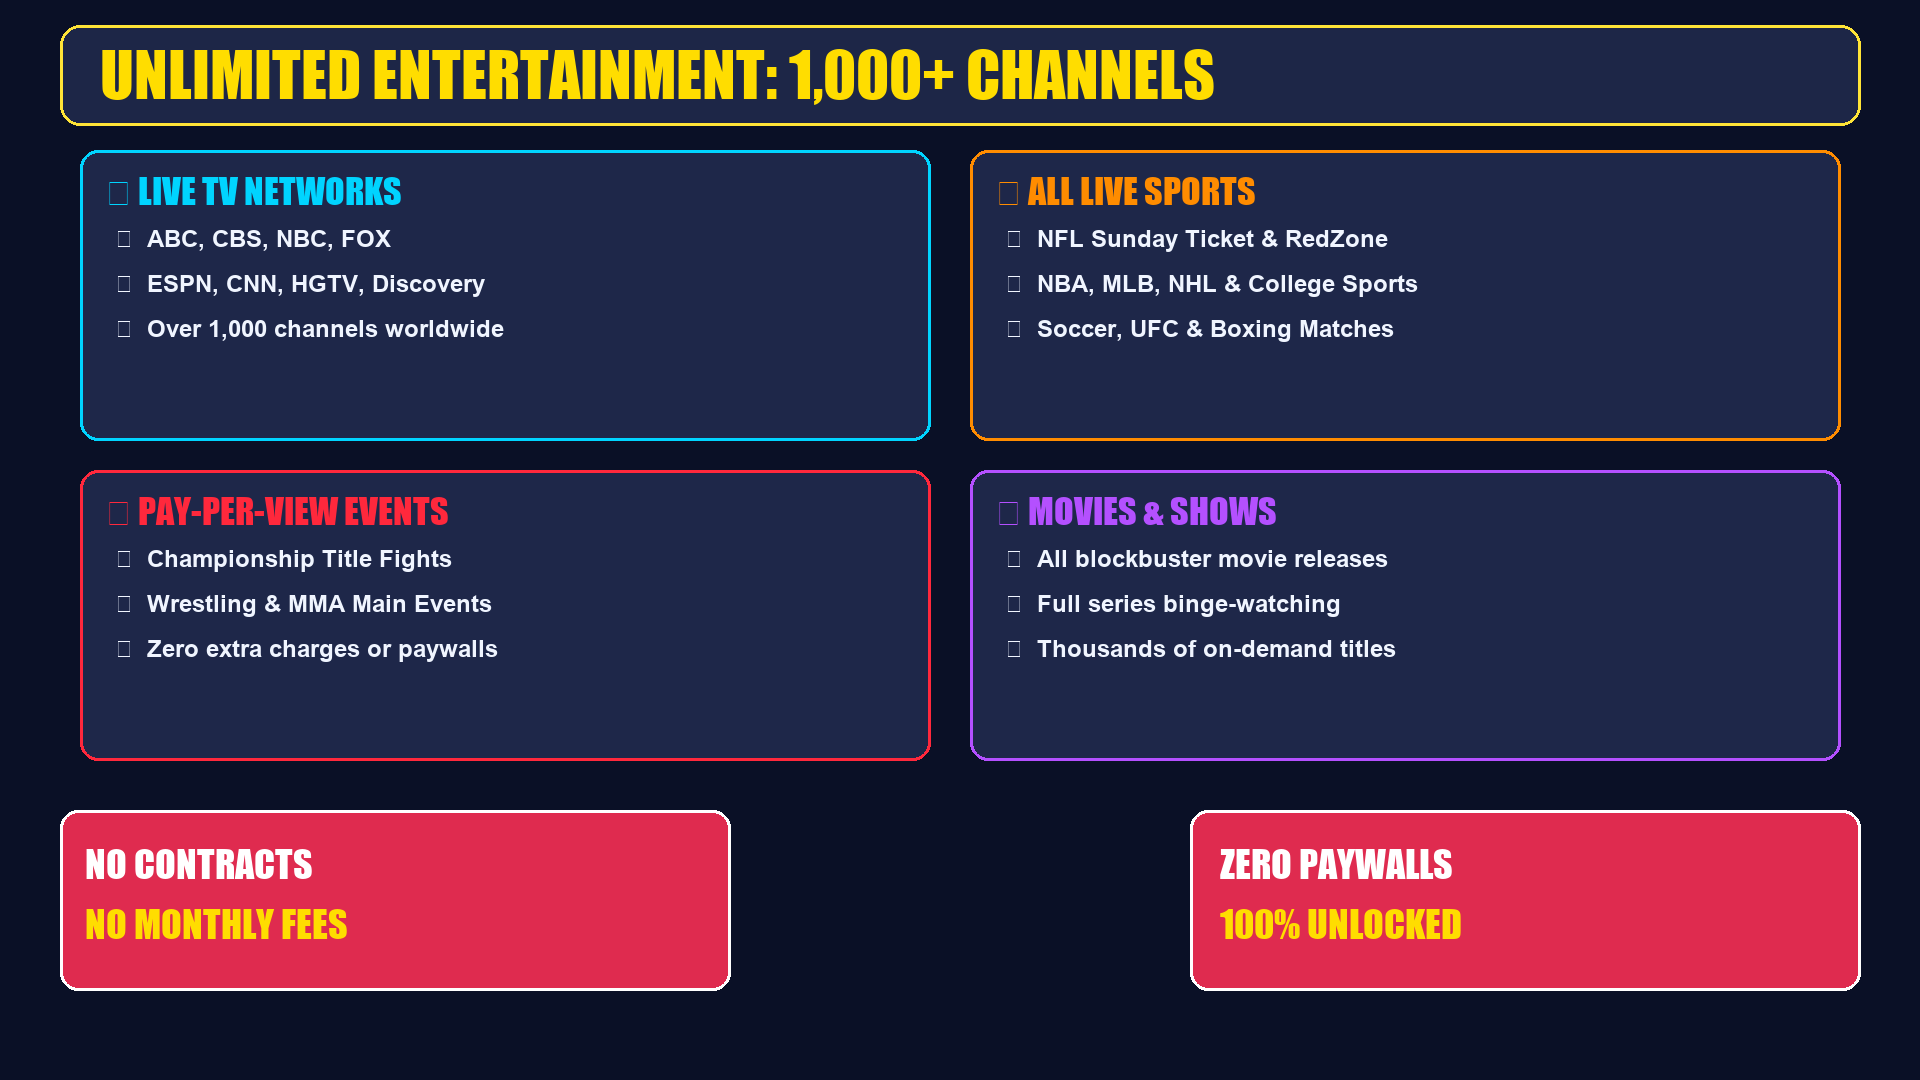 UNLIMITED ENTERTAINMENT: 1,000+ CHANNELS
LIVE TV NETWORKS
ABC, CBS, NBC, FOX
ESPN, CNN, HGTV, Discovery
Over 1,000 channels worldwide
ALL LIVE SPORTS
NFL Sunday Ticket & RedZone
NBA, MLB, NHL & College Sports
Soccer, UFC & Boxing Matches
PAY-PER-VIEW EVENTS
Championship Title Fights
Wrestling & MMA Main Events
Zero extra charges or paywalls
MOVIES & SHOWS
All blockbuster movie releases
Full series binge-watching
Thousands of on-demand titles
NO CONTRACTS
NO MONTHLY FEES
ZERO PAYWALLS
100% UNLOCKED